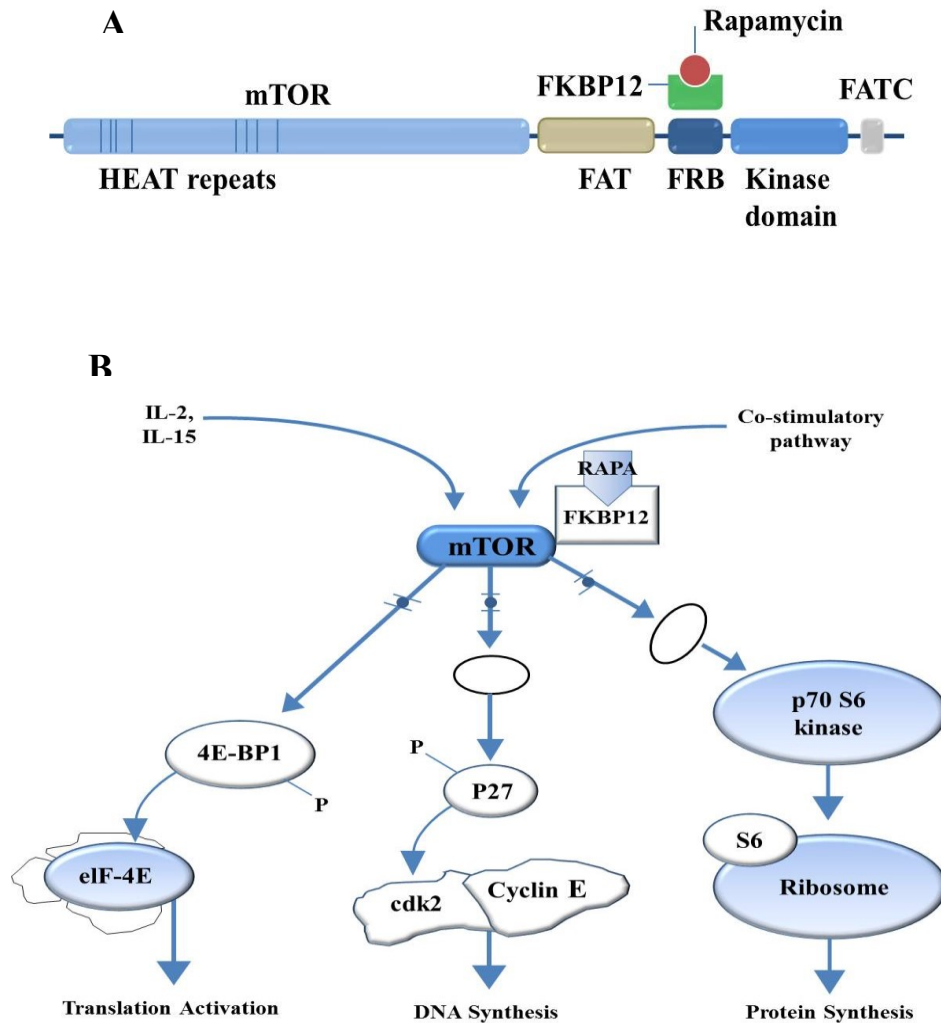 A
Rapamycin
FKBP12
mTOR
FATC
HEAT repeats
FAT
FRB
Kinase
domain
B
IL-2,
IL-15
Co-stimulatory
pathway
RAPA
FKBP12
mTOR
p70 S6
kinase
4E-BP1
P
P
P27
S6
Ribosome
elF-4E
cdk2
Cyclin E
Translation Activation
DNA Synthesis
Protein Synthesis